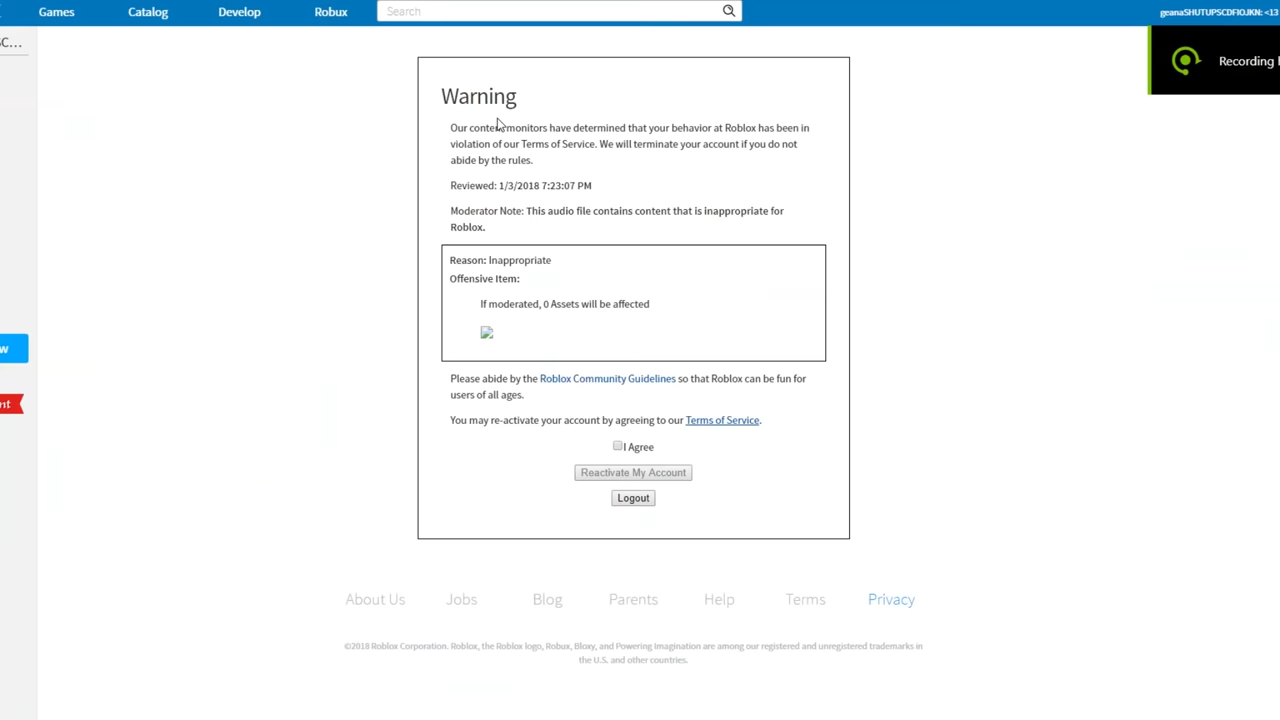 Games Catalog Develop Robux Search geanaSHUTUPSCDFIOJKN: <13
SC...
Recording
Warning
Our content monitors have determined that your behavior at Roblox has been in
violation of our Terms of Service. We will terminate your account if you do not
abide by the rules.
Reviewed: 1/3/2018 7:23:07 PM
Moderator Note: This audio file contains content that is inappropriate for
Roblox.
Reason: Inappropriate
Offensive Item:
If moderated, 0 Assets will be affected
w
nt
Please abide by the Roblox Community Guidelines so that Roblox can be fun for
users of all ages.
You may re-activate your account by agreeing to our Terms of Service.
I Agree
Reactivate My Account
Logout
About Us Jobs Blog Parents Help Terms Privacy
©2018 Roblox Corporation. Roblox, the Roblox logo, Robux, Bloxy, and Powering Imagination are among our registered and unregistered trademarks in
the U.S. and other countries.